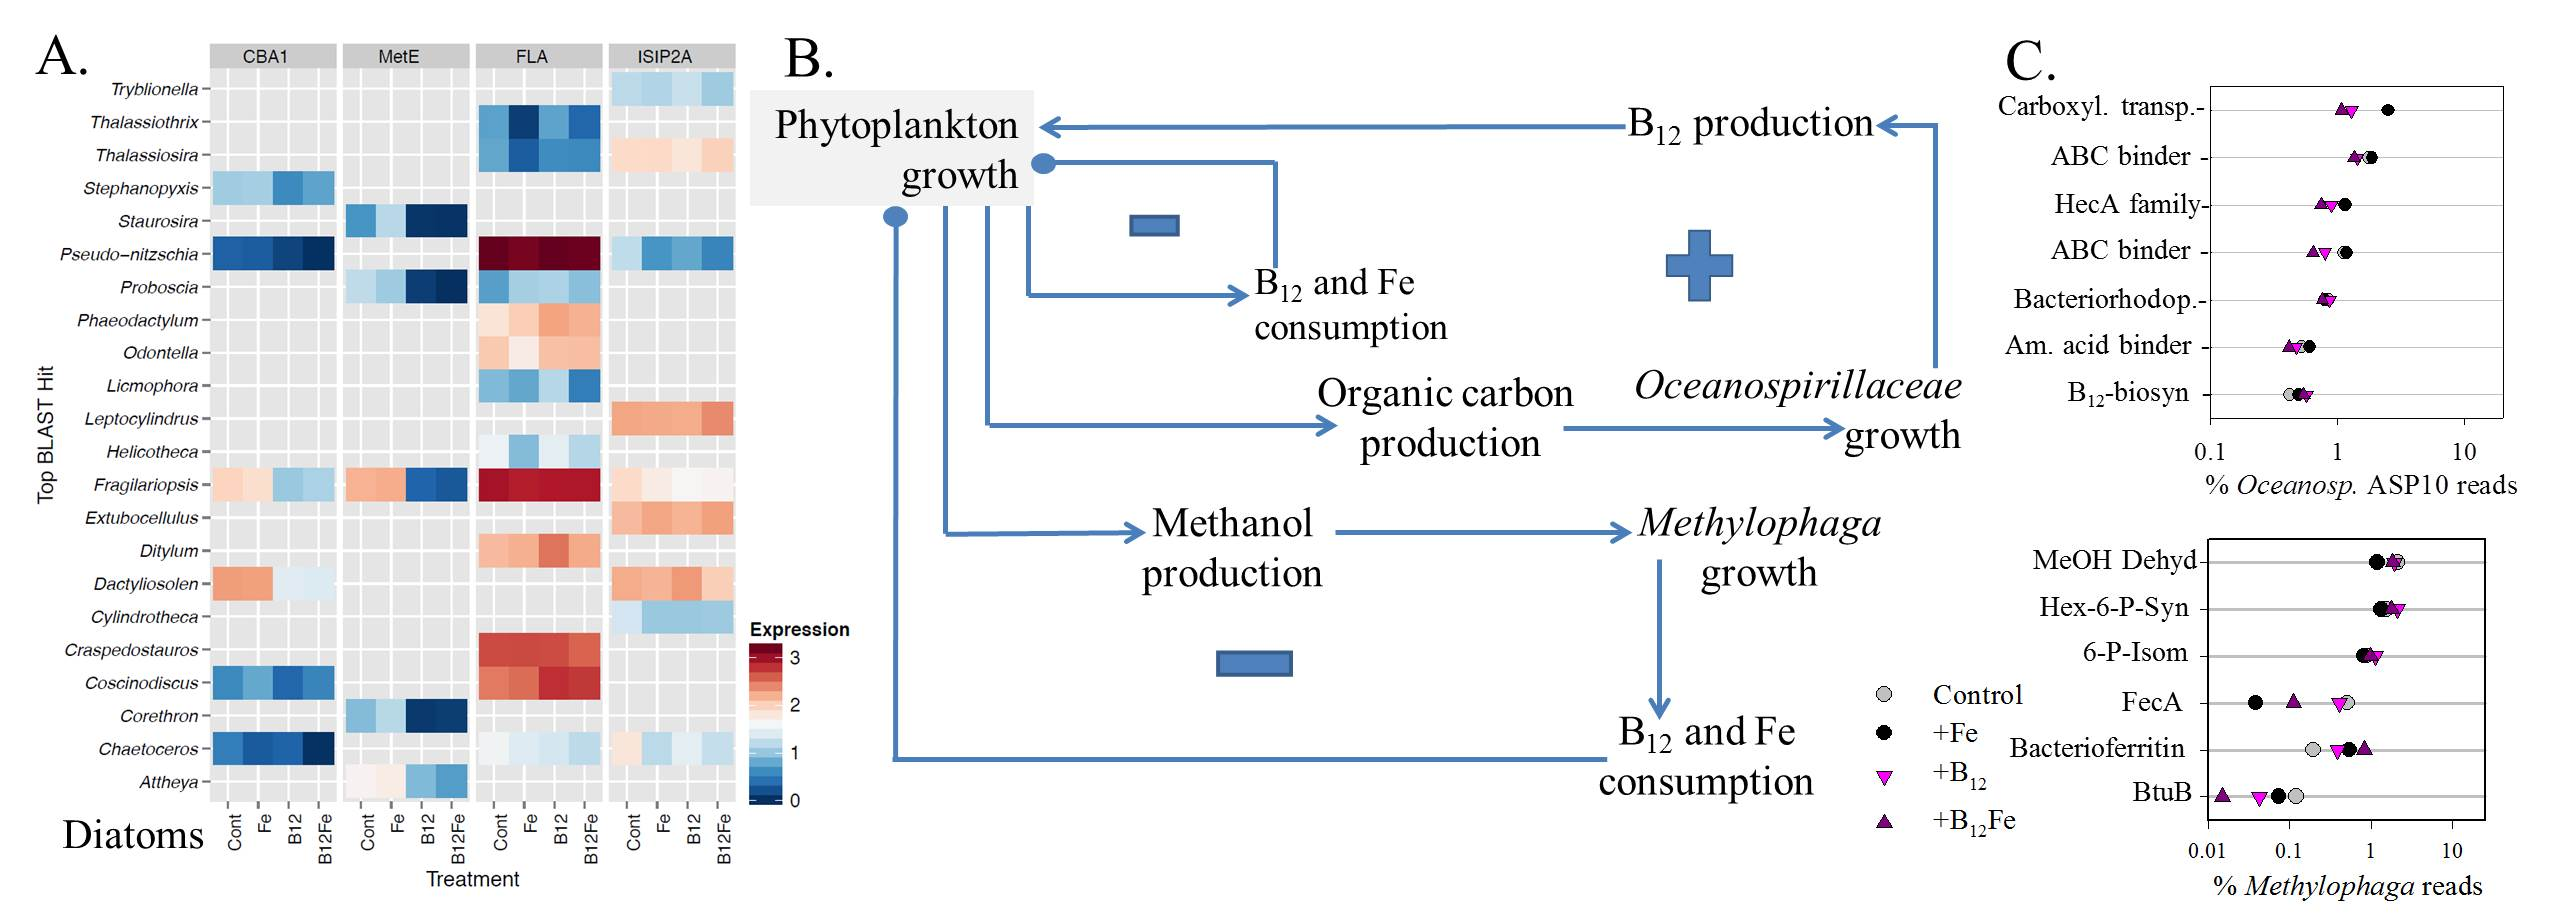 A.
CBA1 MetE FLA ISIP2A
Top BLAST Hit
Tryblionella
Thalassiothrix
Thalassiosira
Stephanopyxis
Staurosira
Pseudo−nitzschia
Proboscia
Phaeodactylum
Odontella
Licmophora
Leptocylindrus
Helicotheca
Fragilariopsis
Extubocellulus
Ditylum
Dactyliosolen
Cylindrotheca
Craspedostauros
Coscinodiscus
Corethron
Chaetoceros
Attheya
Diatoms
Cont Fe B12 B12Fe Cont Fe B12 B12Fe Cont Fe B12 B12Fe Cont Fe B12 B12Fe
Treatment
Expression
3
2
1
0
B.
Phytoplankton
growth
B12 production
B12 and Fe
consumption
Organic carbon
production
Oceanospirillaceae
growth
Methanol
production
Methylophaga
growth
B12 and Fe
consumption
C.
Carboxyl. transp.-
ABC binder -
HecA family-
ABC binder -
Bacteriorhodop.-
Am. acid binder -
B12-biosyn -
0.1 1 10
% Oceanosp. ASP10 reads
MeOH Dehyd
Hex-6-P-Syn
6-P-Isom
FecA
Bacterioferritin
BtuB
0.01 0.1 1 10
% Methylophaga reads
Control
+Fe
+B12
+B12Fe